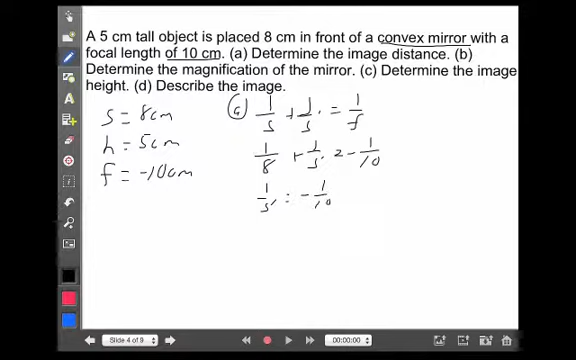 A 5 cm tall object is placed 8 cm in front of a convex mirror with a
focal length of 10 cm. (a) Determine the image distance. (b)
Determine the magnification of the mirror. (c) Determine the image
height. (d) Describe the image.
s = 8cm
h = 5cm
f = -10cm
(a) 1/s + 1/s' = 1/f
1/8 + 1/s' = -1/10
1/s' = -1/10
Slide 4 of 9
00:00:00